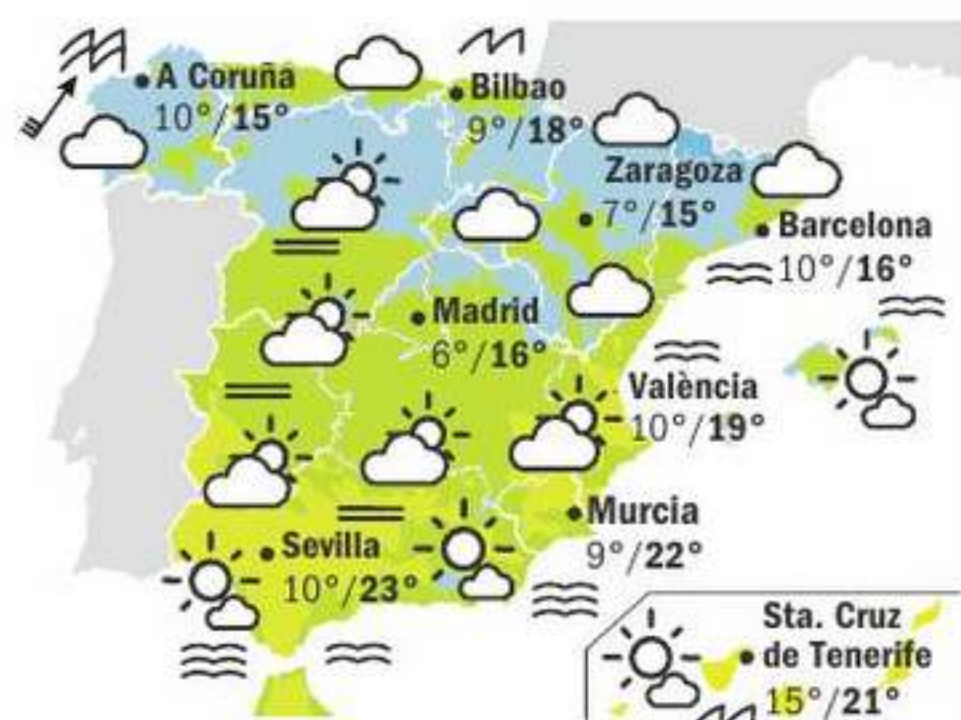 A Coruña
10°/15°
Bilbao
9°/18°
Zaragoza
7°/15°
Barcelona
10°/16°
Madrid
6°/16°
València
10°/19°
Murcia
9°/22°
Sevilla
10°/23°
Sta. Cruz
de Tenerife
15°/21°